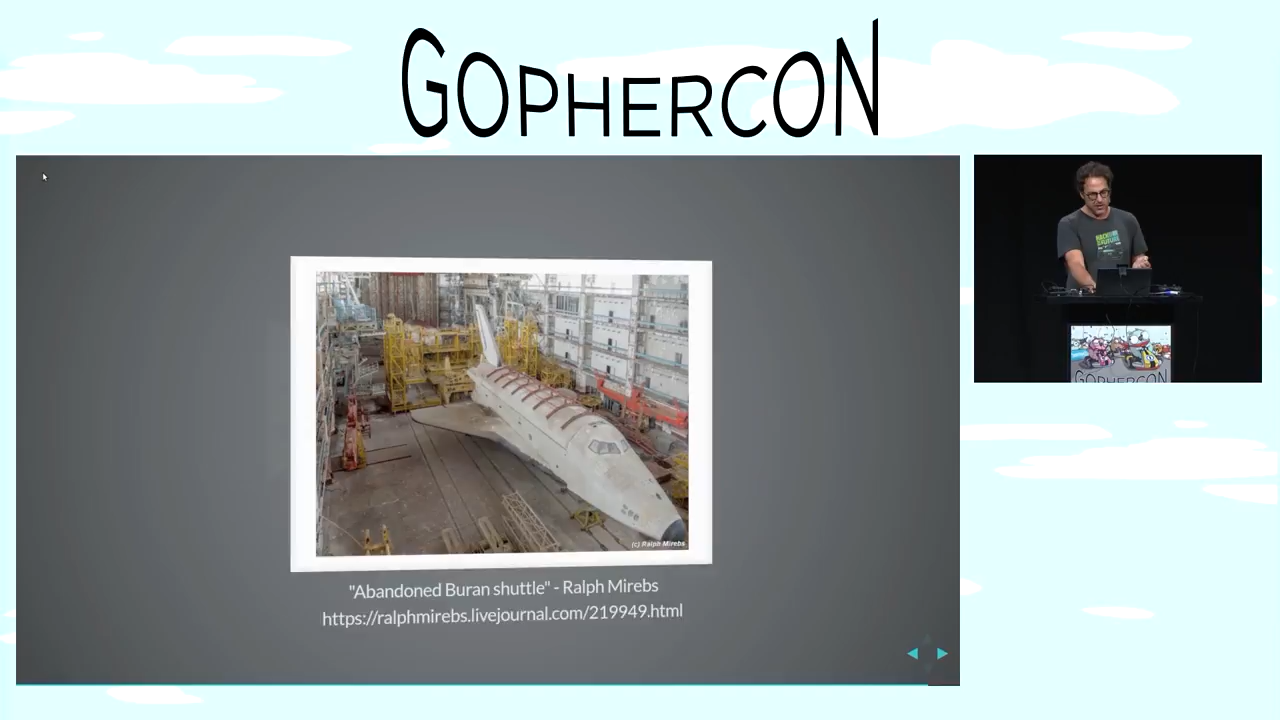 GOPHERCON
(c) Ralph Mirebs
"Abandoned Buran shuttle" - Ralph Mirebs
https://ralphmirebs.livejournal.com/219949.html
GOPHERCON